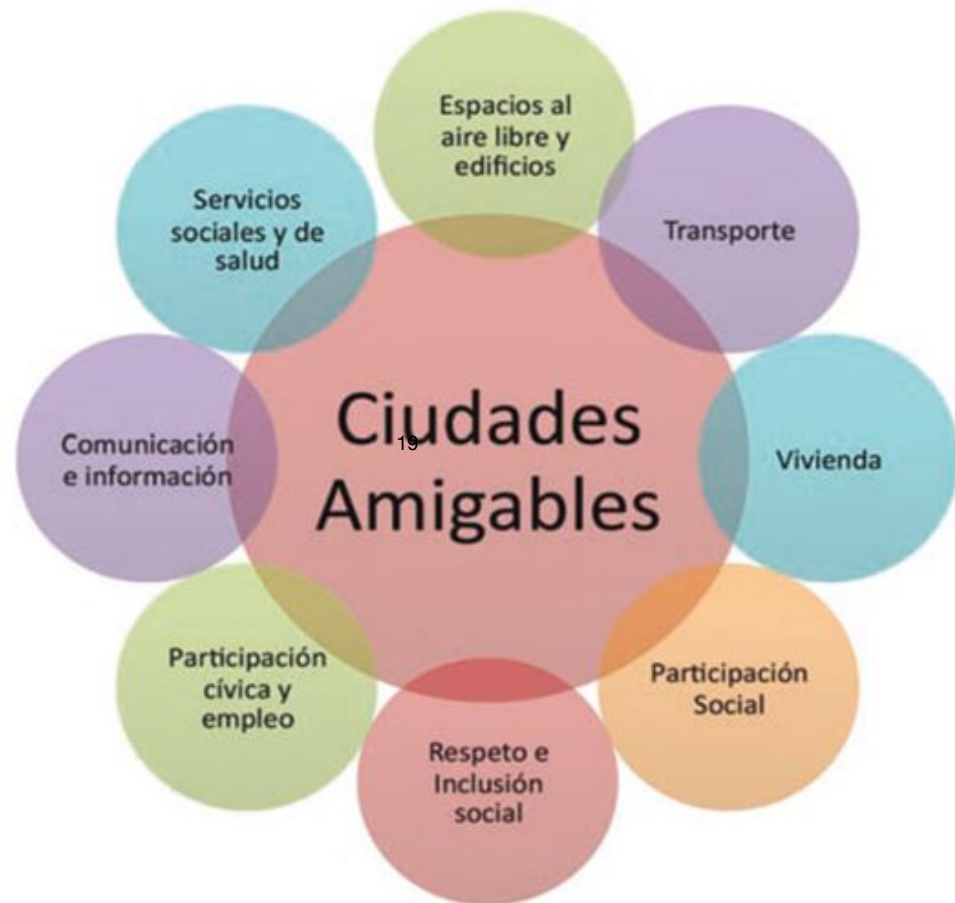 Espacios al
aire libre y
edificios
Transporte
Vivienda
Participación
Social
Respeto e
Inclusión
social
Participación
cívica y
empleo
Comunicación
e información
Servicios
sociales y de
salud
Ciudades
19
Amigables